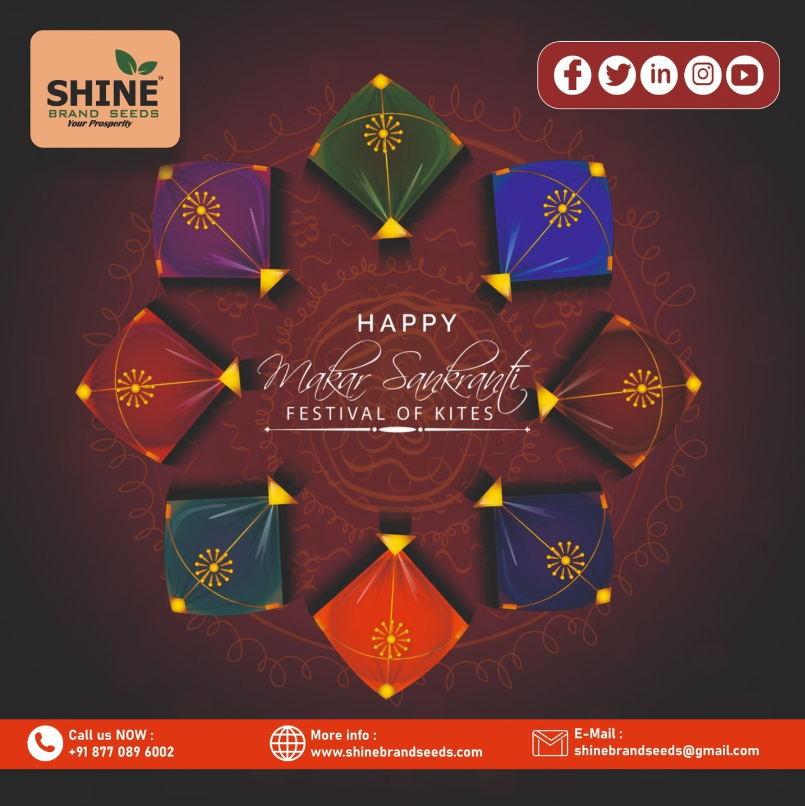 SHINE
BRAND SEEDS
Your Prosperity
HAPPY
Makar Sankranti
FESTIVAL OF KITES
Call us NOW :
+91 877 089 6002
More info :
www.shinebrandseeds.com
E-Mail :
shinebrandseeds@gmail.com